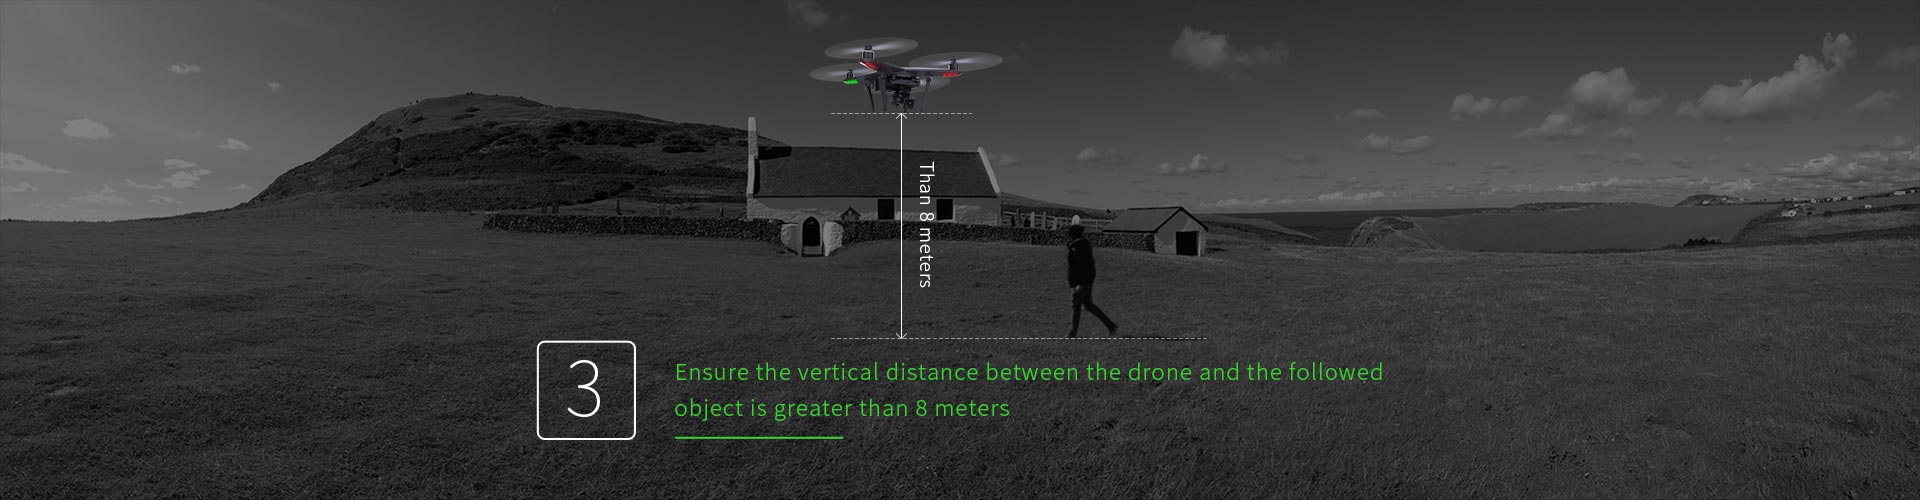 Than 8 meters
3
Ensure the vertical distance between the drone and the followed
object is greater than 8 meters